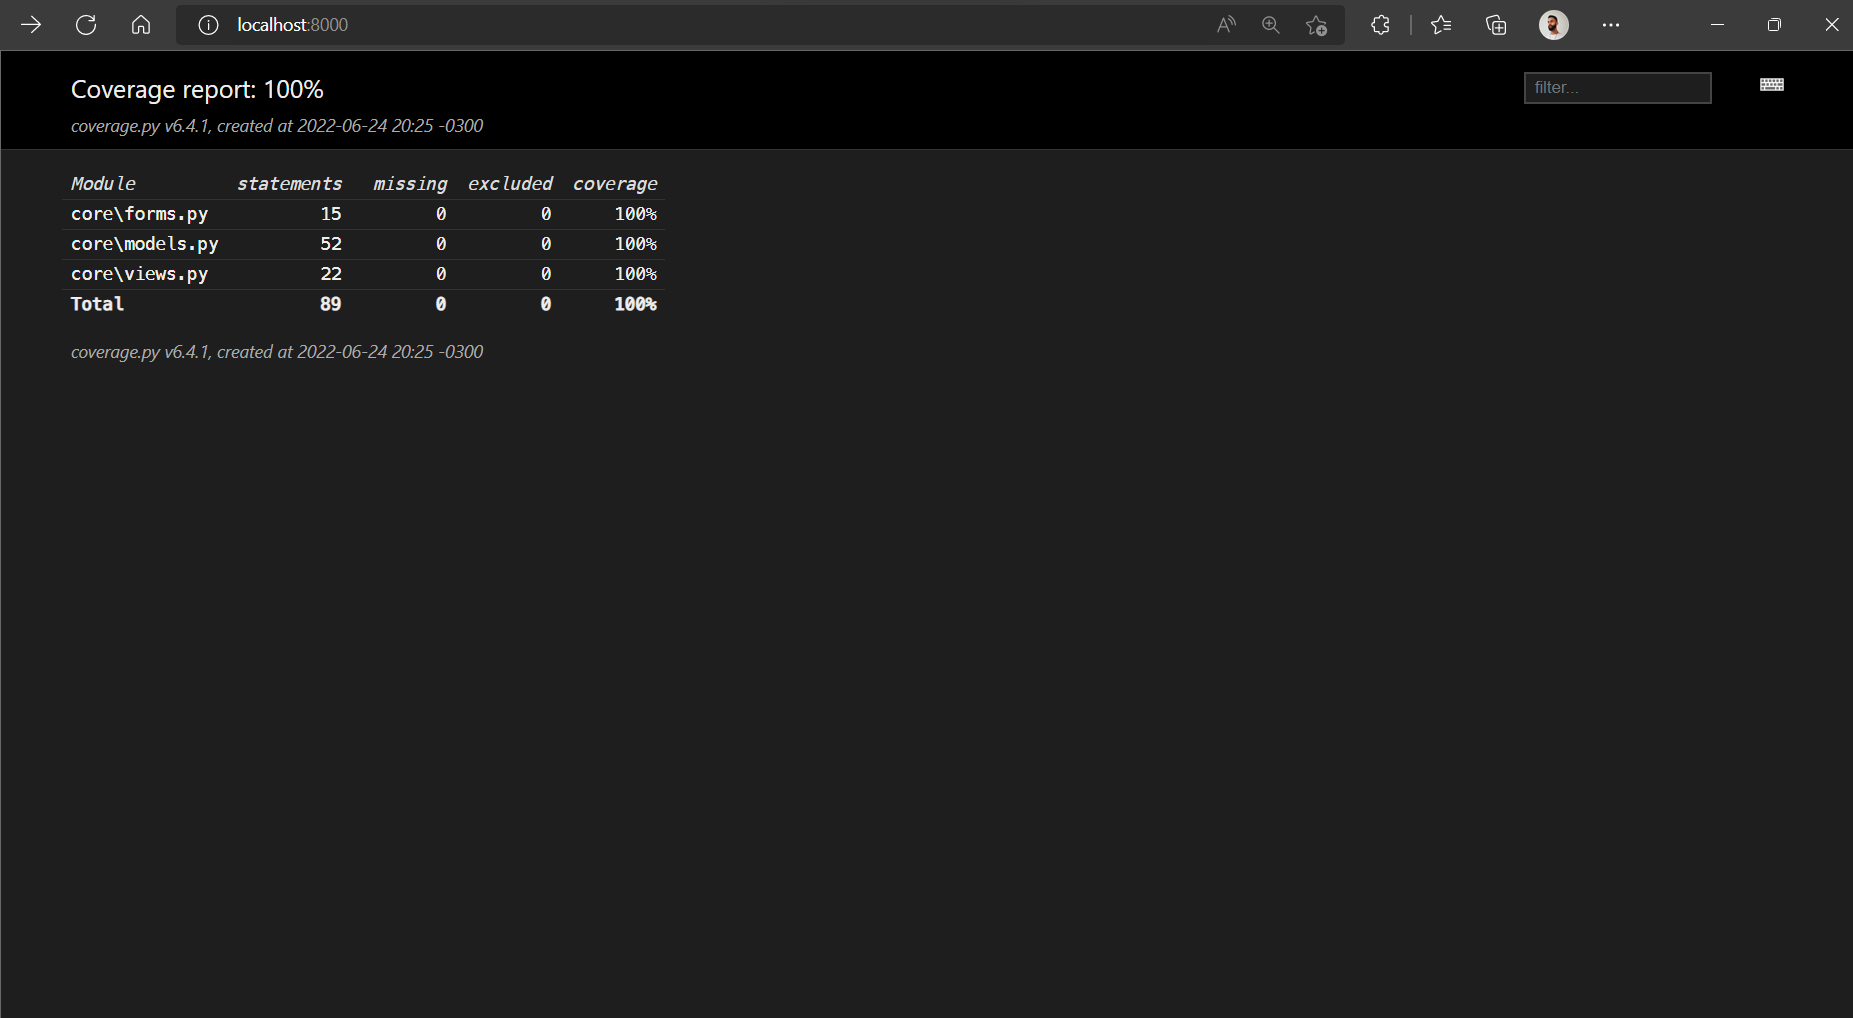 localhost:8000
Coverage report: 100%
filter...
coverage.py v6.4.1, created at 2022-06-24 20:25 -0300
Module statements missing excluded coverage
core\forms.py 15 0 0 100%
core\models.py 52 0 0 100%
core\views.py 22 0 0 100%
Total 89 0 0 100%
coverage.py v6.4.1, created at 2022-06-24 20:25 -0300